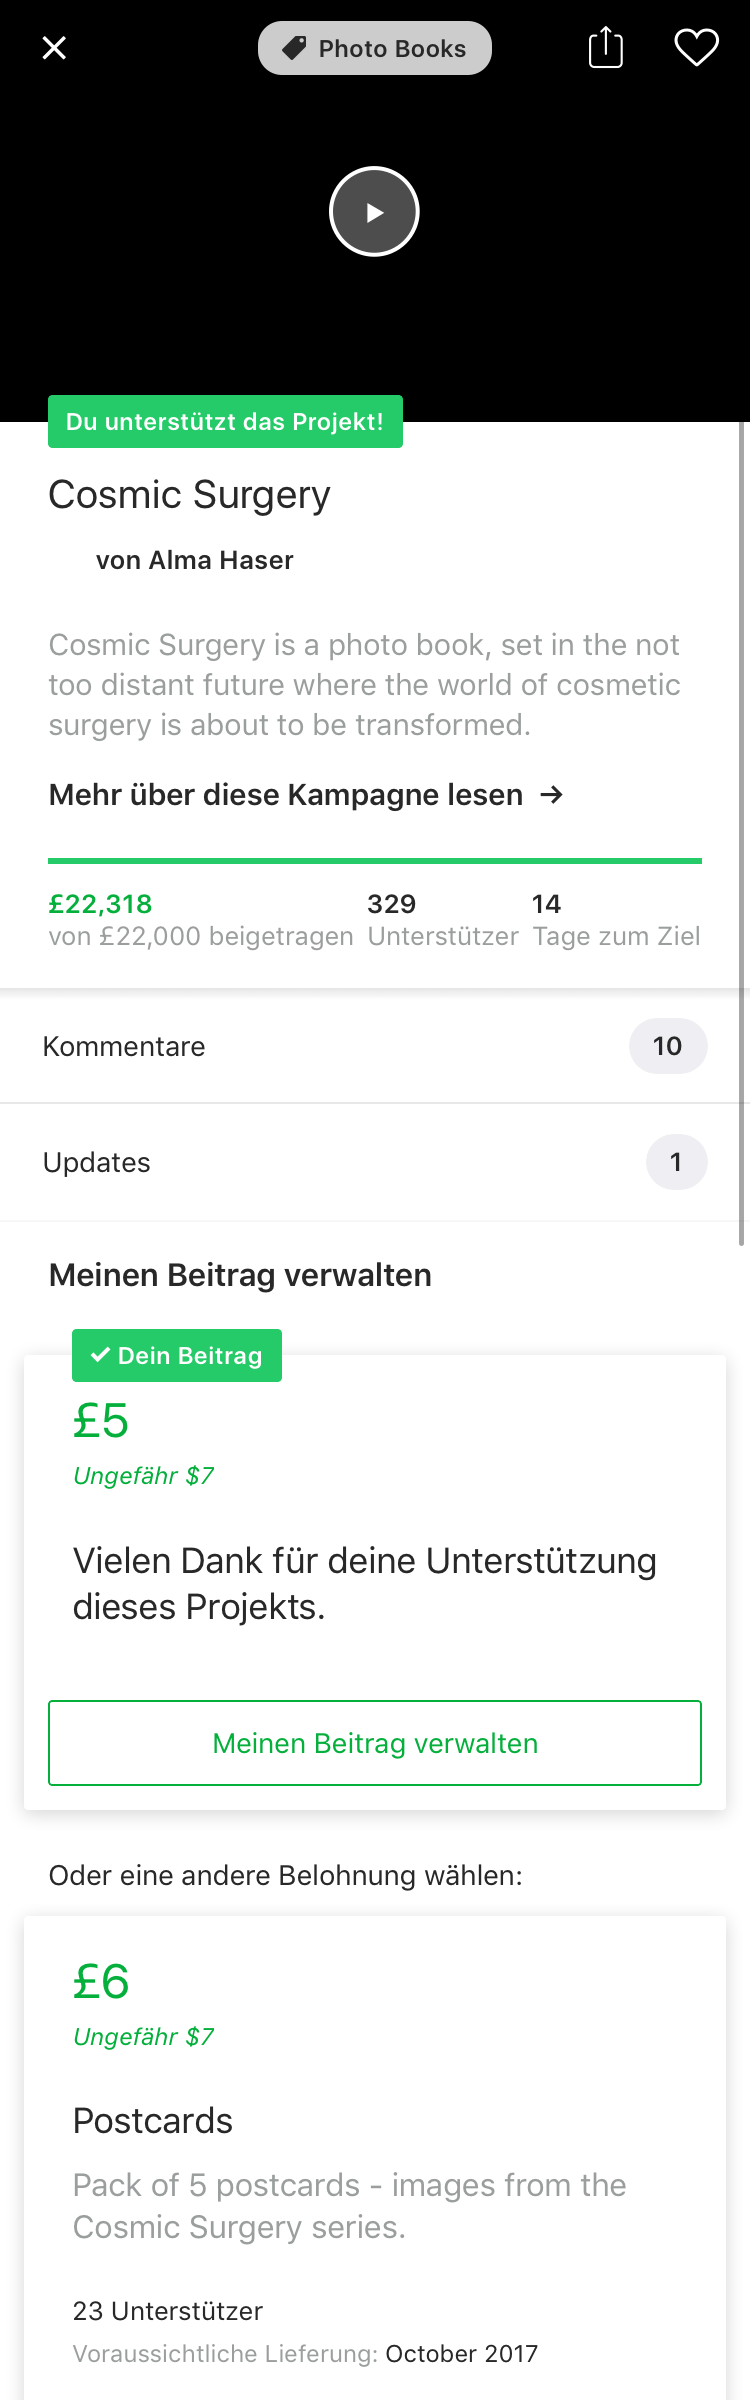 Photo Books
Du unterstützt das Projekt!
Cosmic Surgery
von Alma Haser
Cosmic Surgery is a photo book, set in the not
too distant future where the world of cosmetic
surgery is about to be transformed.
Mehr über diese Kampagne lesen →
£22,318 329 14
von £22,000 beigetragen Unterstützer Tage zum Ziel
Kommentare 10
Updates 1
Meinen Beitrag verwalten
Dein Beitrag
£5
Ungefähr $7
Vielen Dank für deine Unterstützung
dieses Projekts.
Meinen Beitrag verwalten
Oder eine andere Belohnung wählen:
£6
Ungefähr $7
Postcards
Pack of 5 postcards - images from the
Cosmic Surgery series.
23 Unterstützer
Voraussichtliche Lieferung: October 2017